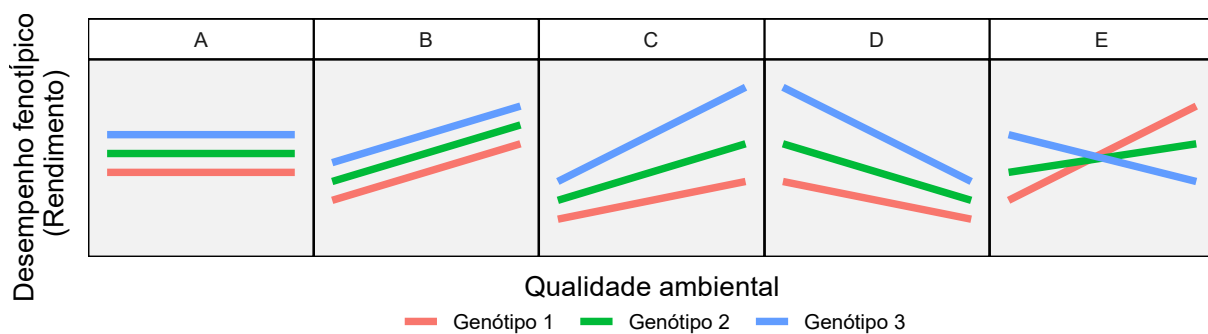 Desempenho fenotípico
(Rendimento)
A
B
C
D
E
Qualidade ambiental
Genótipo 1
Genótipo 2
Genótipo 3